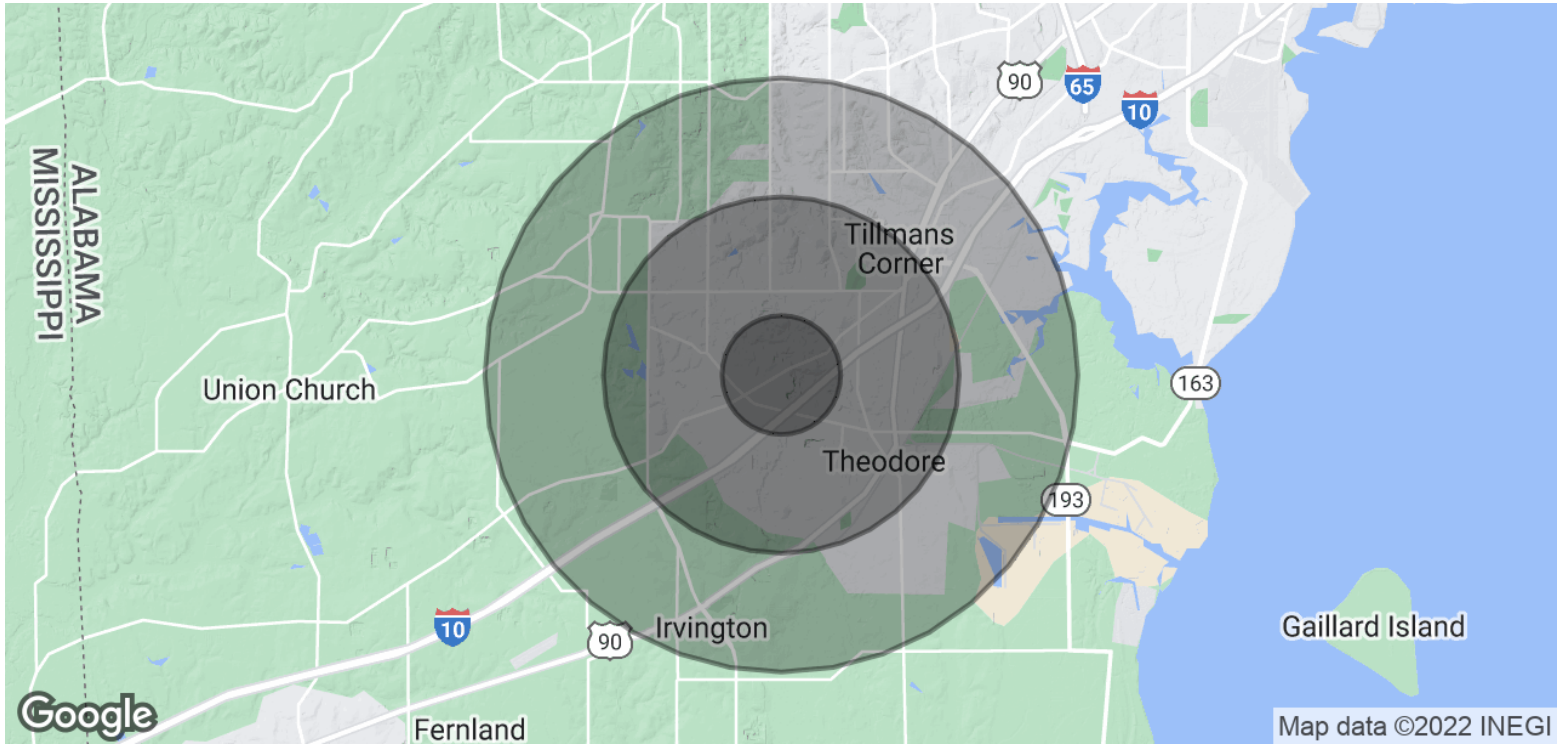 90
65
10
ALABAMA
MISSISSIPPI
Tillmans
Corner
Union Church
163
Theodore
193
10
90
Irvington
Gaillard Island
Google
Fernland
Map data ©2022 INEGI